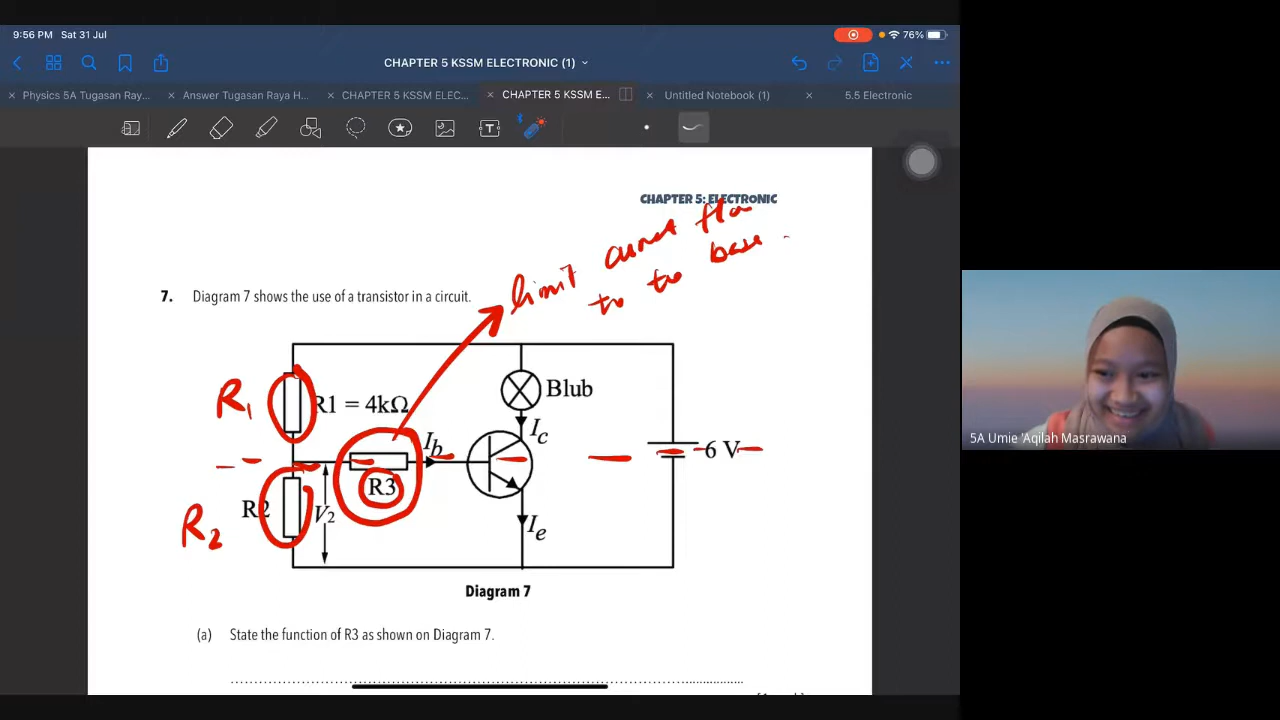 9:56 PM Sat 31 Jul
76%
CHAPTER 5 KSSM ELECTRONIC (1)
Physics 5A Tugasan Ray...
Answer Tugasan Raya H...
CHAPTER 5 KSSM ELEC...
CHAPTER 5 KSSM E...
Untitled Notebook (1)
5.5 Electronic
CHAPTER 5: ELECTRONIC
limit
to base
7. Diagram 7 shows the use of a transistor in a circuit.
R1
R1 = 4kΩ
Blub
Ib
Ic
6 V
R3
R2
R2
V2
Ie
Diagram 7
(a) State the function of R3 as shown on Diagram 7.
5A Umie 'Aqilah Masrawana